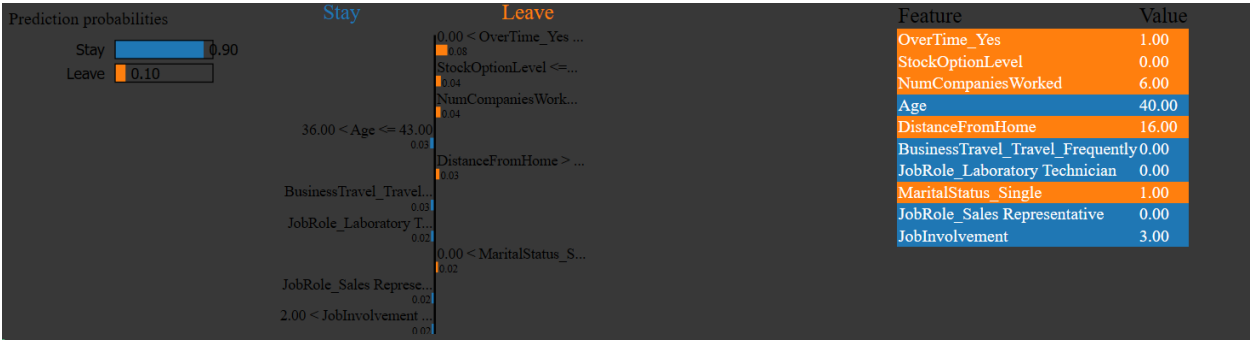 Prediction probabilities
Stay 0.90
Leave 0.10
Stay Leave
0.00 < OverTime_Yes ...
0.08
StockOptionLevel <=...
0.04
NumCompaniesWork...
0.04
36.00 < Age <= 43.00
0.03
DistanceFromHome > ...
0.03
BusinessTravel_Travel...
0.03
JobRole_Laboratory T...
0.02
0.00 < MaritalStatus_S...
0.02
JobRole_Sales Represe...
0.02
2.00 < JobInvolvement ...
0.02
Feature Value
OverTime_Yes 1.00
StockOptionLevel 0.00
NumCompaniesWorked 6.00
Age 40.00
DistanceFromHome 16.00
BusinessTravel_Travel_Frequently 0.00
JobRole_Laboratory Technician 0.00
MaritalStatus_Single 1.00
JobRole_Sales Representative 0.00
JobInvolvement 3.00